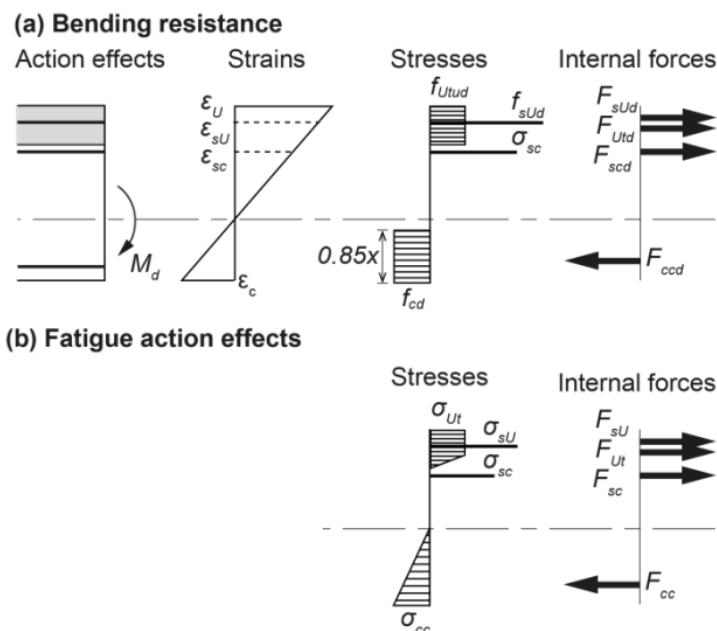 (a) Bending resistance
Action effects Strains Stresses Internal forces
ε_U
ε_sU
ε_sc
ε_c
M_d
f_Utud
f_sUd
σ_sc
0.85x
f_cd
F_sUd
F_Utd
F_scd
F_ccd
(b) Fatigue action effects
Stresses Internal forces
σ_Ut
σ_sU
σ_sc
σ_cc
F_sU
F_Ut
F_sc
F_cc